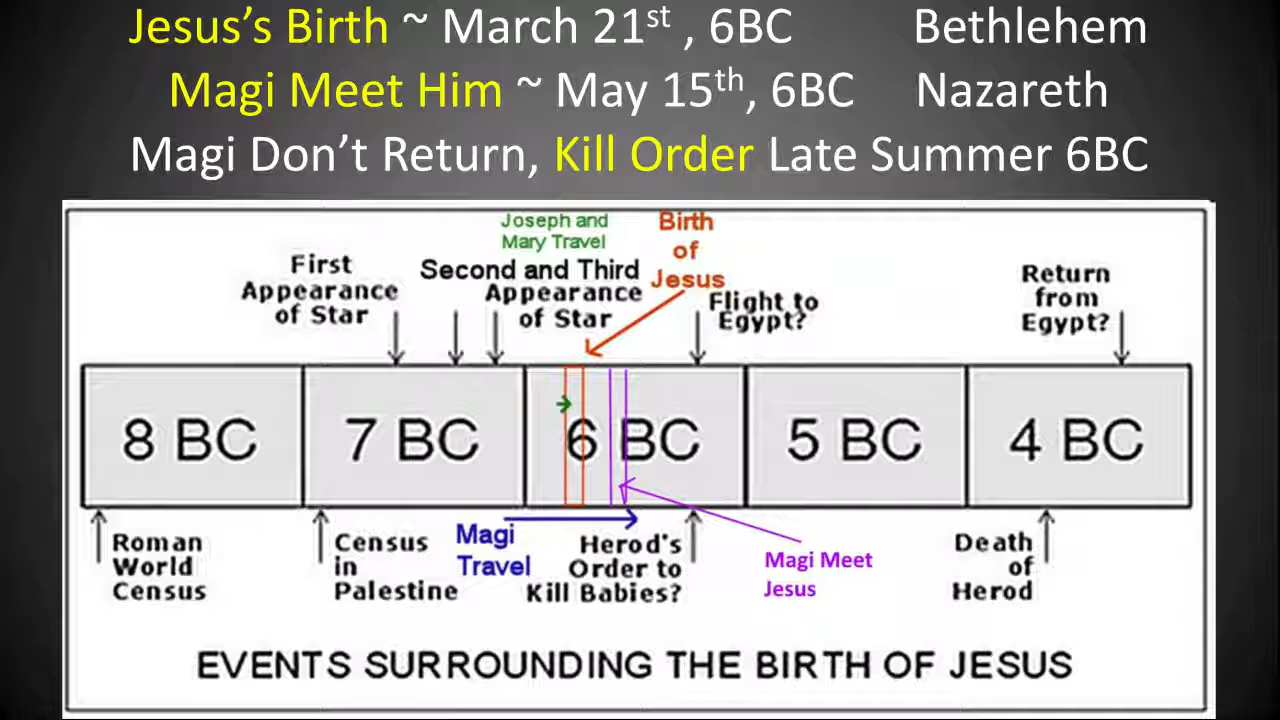 Jesus's Birth ~ March 21st , 6BC Bethlehem
Magi Meet Him ~ May 15th, 6BC Nazareth
Magi Don't Return, Kill Order Late Summer 6BC
Joseph and
Mary Travel
Birth
of
Jesus
First
Appearance
of Star
Second and Third
Appearance
of Star
Flight to
Egypt?
Return
from
Egypt?
8 BC
7 BC
6 BC
5 BC
4 BC
Roman
World
Census
Census
in
Palestine
Magi
Travel
Herod's
Order to
Kill Babies?
Magi Meet
Jesus
Death
of
Herod
EVENTS SURROUNDING THE BIRTH OF JESUS